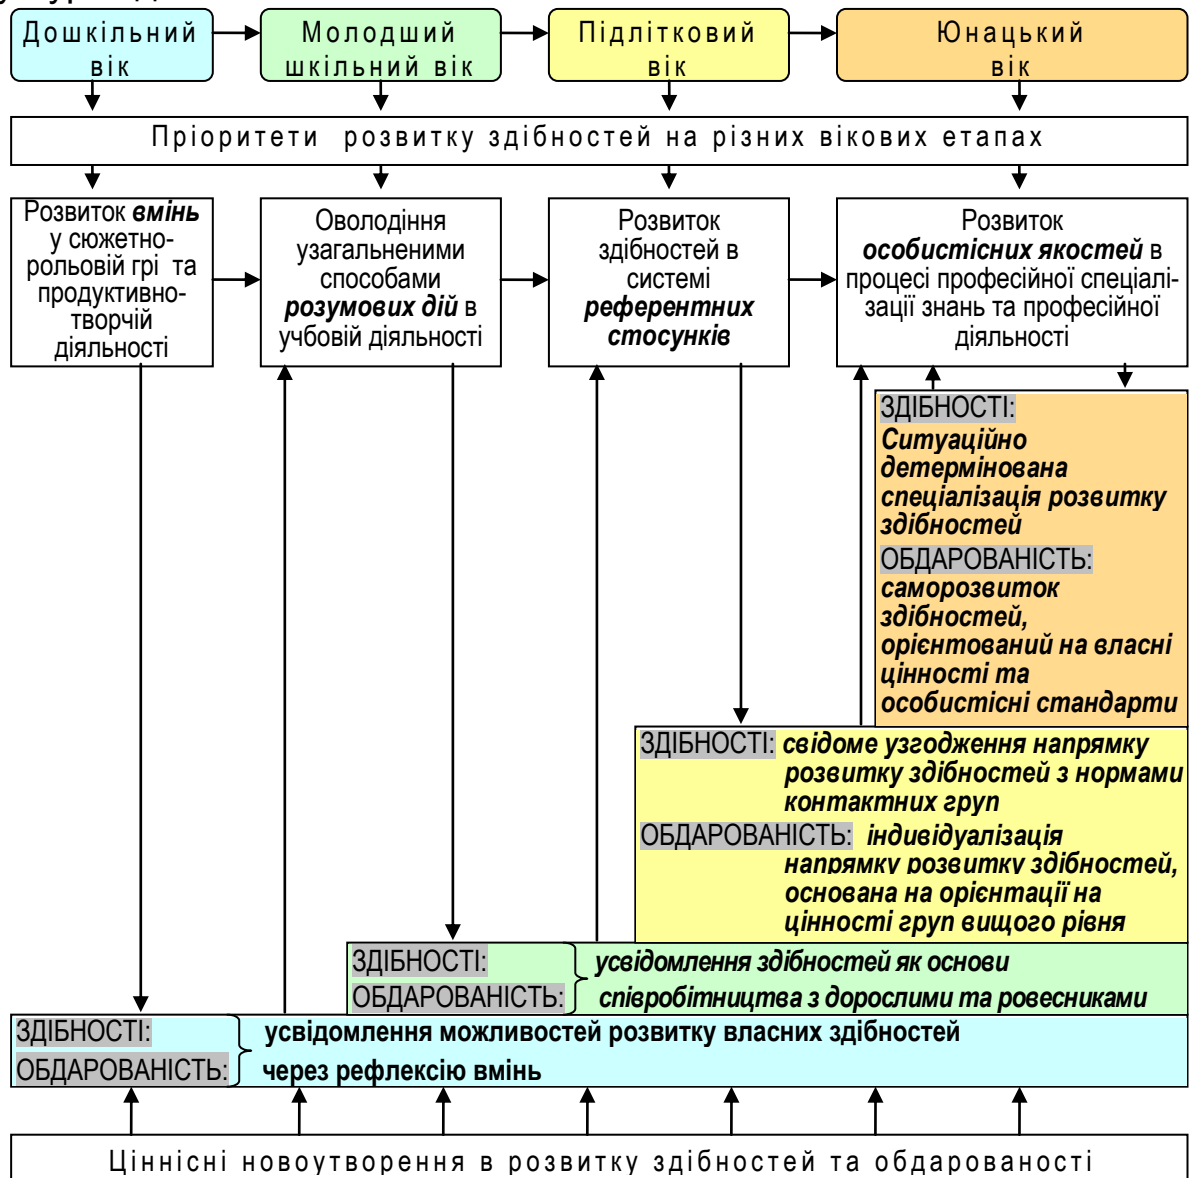 Дошкільний
вік
Молодший
шкільний вік
Підлітковий
вік
Юнацький
вік
Пріоритети розвитку здібностей на різних вікових етапах
Розвиток вмінь
у сюжетно-
рольовій грі та
продуктивно-
творчій
діяльності
Оволодіння
узагальненими
способами
розумових дій в
учбовій діяльності
Розвиток
здібностей в
системі
референтних
стосунків
Розвиток
особистісних якостей в
процесі професійної спеціалі-
зації знань та професійної
діяльності
ЗДІБНОСТІ:
Ситуаційно
детермінована
спеціалізація розвитку
здібностей
ОБДАРОВАНІСТЬ:
саморозвиток
здібностей,
орієнтований на власні
цінності та
особистісні стандарти
ЗДІБНОСТІ: свідоме узгодження напрямку
розвитку здібностей з нормами
контактних груп
ОБДАРОВАНІСТЬ: індивідуалізація
напрямку розвитку здібностей,
основана на орієнтації на
цінності груп вищого рівня
ЗДІБНОСТІ: усвідомлення здібностей як основи
ОБДАРОВАНІСТЬ: співробітництва з дорослими та ровесниками
ЗДІБНОСТІ: усвідомлення можливостей розвитку власних здібностей
ОБДАРОВАНІСТЬ: через рефлексію вмінь
Ціннісні новоутворення в розвитку здібностей та обдарованості